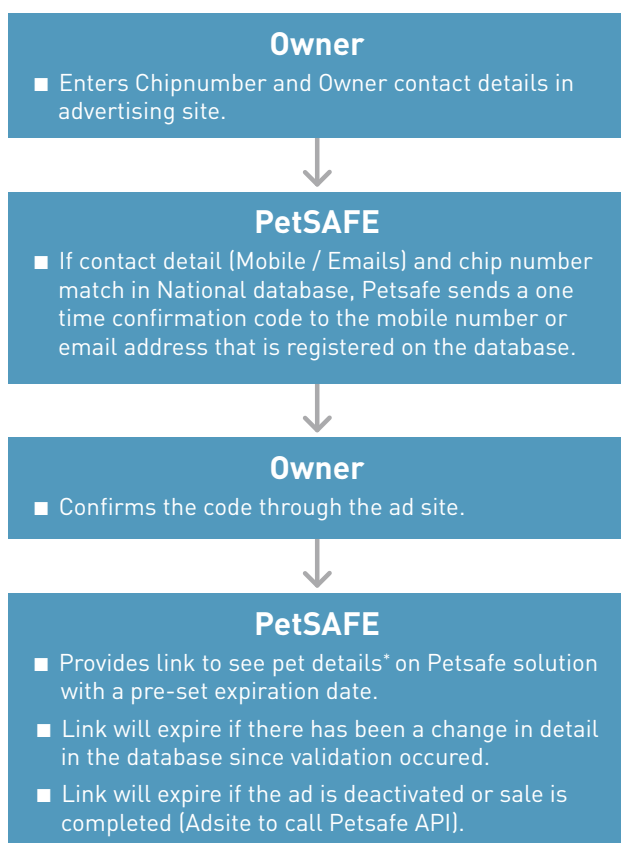 Owner
■ Enters Chipnumber and Owner contact details in
advertising site.
PetSAFE
■ If contact detail (Mobile / Emails) and chip number
match in National database, Petsafe sends a one
time confirmation code to the mobile number or
email address that is registered on the database.
Owner
■ Confirms the code through the ad site.
PetSAFE
■ Provides link to see pet details* on Petsafe solution
with a pre-set expiration date.
■ Link will expire if there has been a change in detail
in the database since validation occured.
■ Link will expire if the ad is deactivated or sale is
completed (Adsite to call Petsafe API).